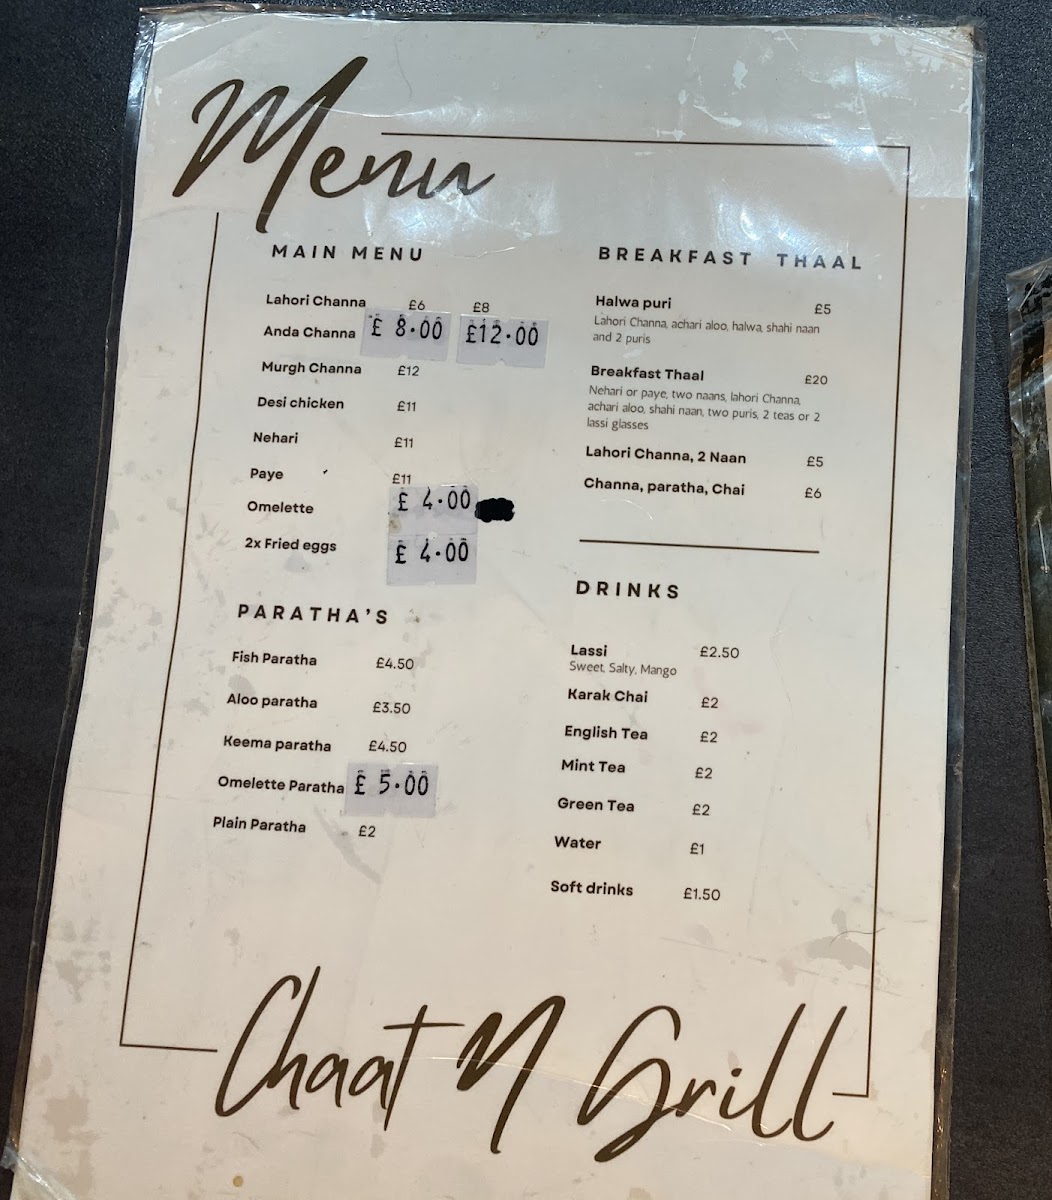 Menu
MAIN MENU
Lahori Channa £6 £8
Anda Channa £ 8.00 £12.00
Murgh Channa £12
Desi chicken £11
Nehari £11
Paye £11
Omelette £ 4.00
2x Fried eggs £ 4.00
PARATHA'S
Fish Paratha £4.50
Aloo paratha £3.50
Keema paratha £4.50
Omelette Paratha £ 5.00
Plain Paratha £2
BREAKFAST THAAL
Halwa puri £5
Lahori Channa, achari aloo, halwa, shahi naan
and 2 puris
Breakfast Thaal £20
Nehari or paye, two naans, lahori Channa,
achari aloo, shahi naan, two puris, 2 teas or 2
lassi glasses
Lahori Channa, 2 Naan £5
Channa, paratha, Chai £6
DRINKS
Lassi £2.50
Sweet, Salty, Mango
Karak Chai £2
English Tea £2
Mint Tea £2
Green Tea £2
Water £1
Soft drinks £1.50
Chaat N Grill